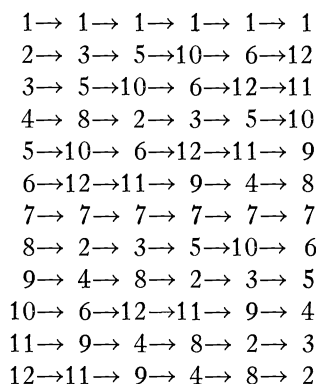 1→ 1→ 1→ 1→ 1→ 1
2→ 3→ 5→10→ 6→12
3→ 5→10→ 6→12→11
4→ 8→ 2→ 3→ 5→10
5→10→ 6→12→11→ 9
6→12→11→ 9→ 4→ 8
7→ 7→ 7→ 7→ 7→ 7
8→ 2→ 3→ 5→10→ 6
9→ 4→ 8→ 2→ 3→ 5
10→ 6→12→11→ 9→ 4
11→ 9→ 4→ 8→ 2→ 3
12→11→ 9→ 4→ 8→ 2